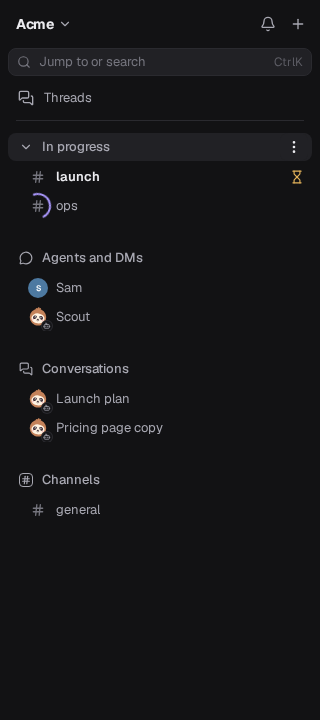 Acme
Jump to or search CtrlK
Threads
In progress
# launch
# ops
Agents and DMs
S Sam
Scout
Conversations
Launch plan
Pricing page copy
# Channels
# general